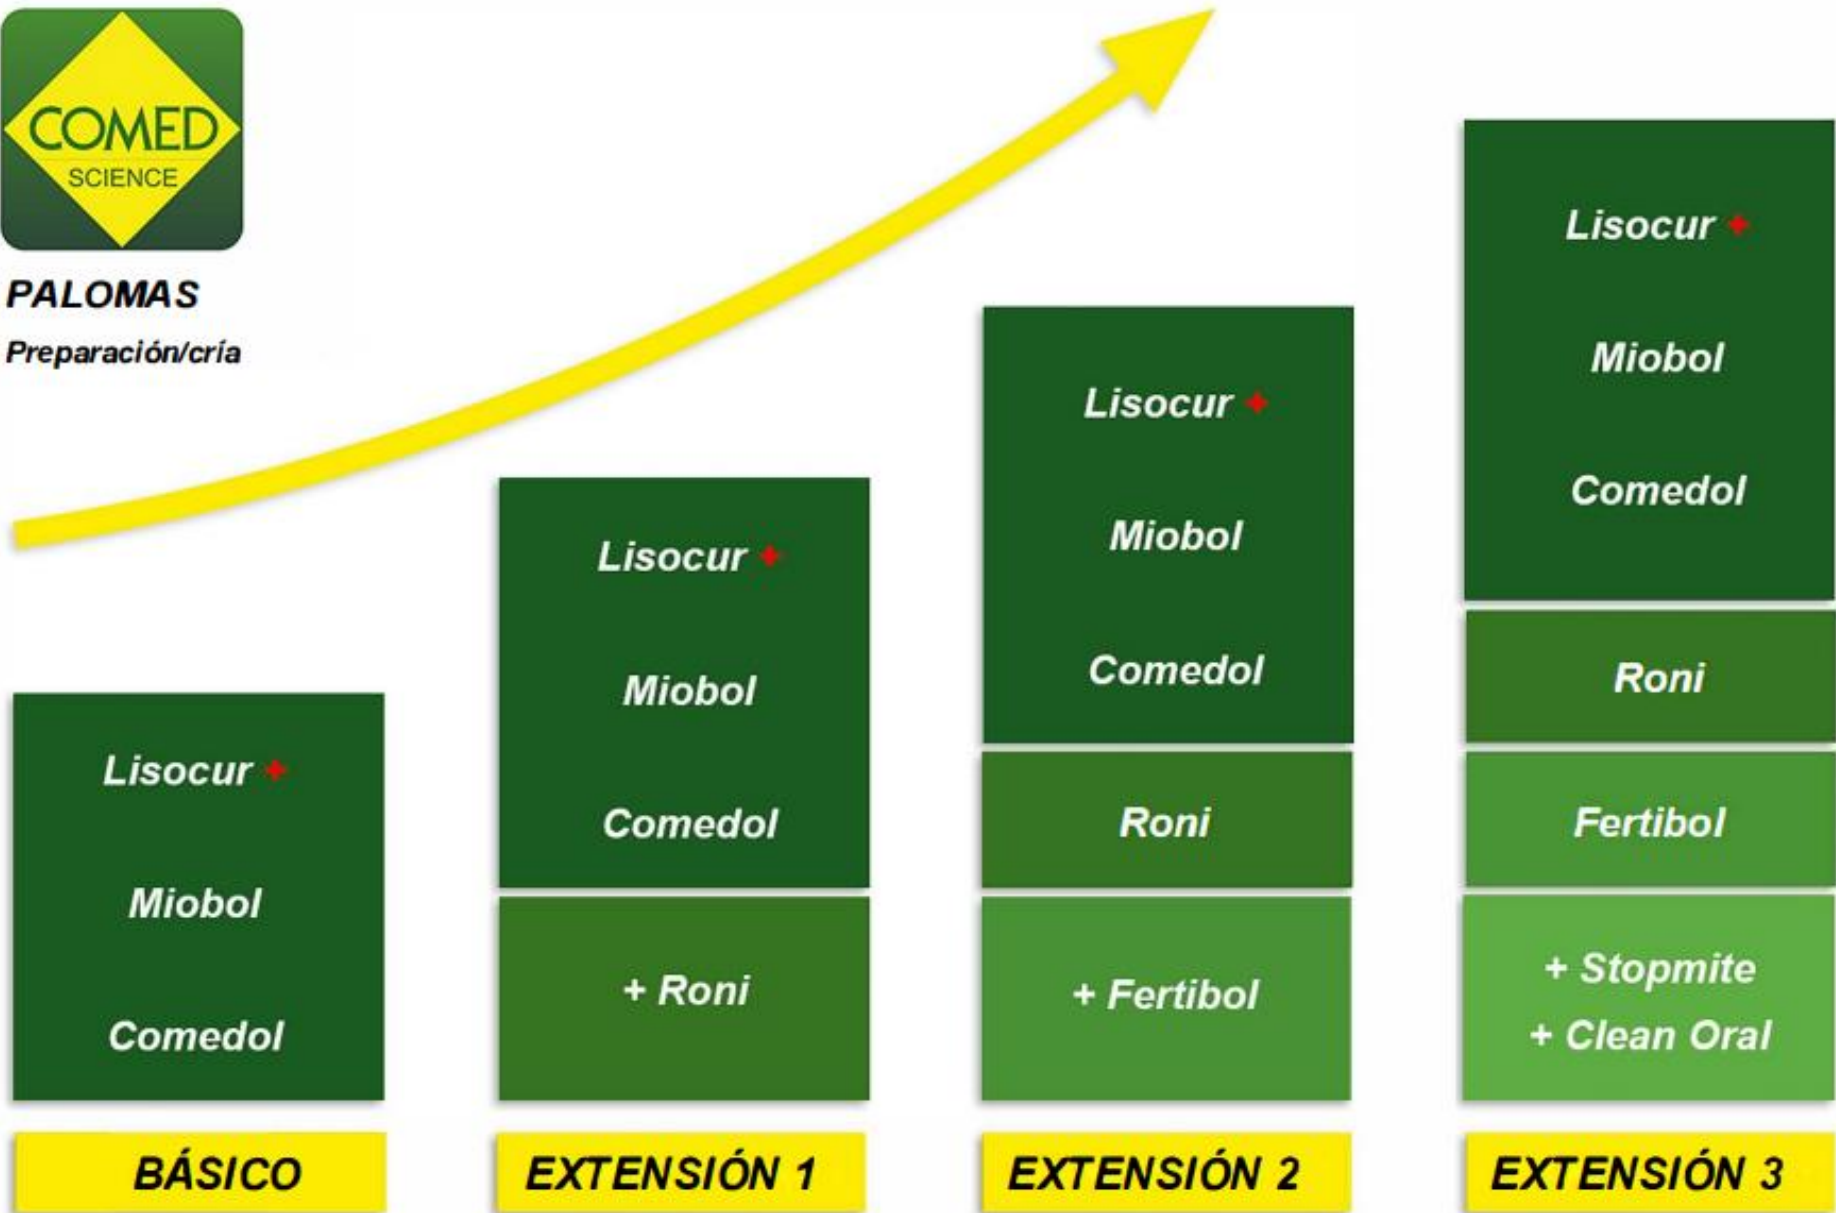 COMED
SCIENCE
PALOMAS
Preparación/cría
Lisocur +
Miobol
Comedol
BÁSICO
Lisocur +
Miobol
Comedol
+ Roni
EXTENSIÓN 1
Lisocur +
Miobol
Comedol
Roni
+ Fertibol
EXTENSIÓN 2
Lisocur +
Miobol
Comedol
Roni
Fertibol
+ Stopmite
+ Clean Oral
EXTENSIÓN 3